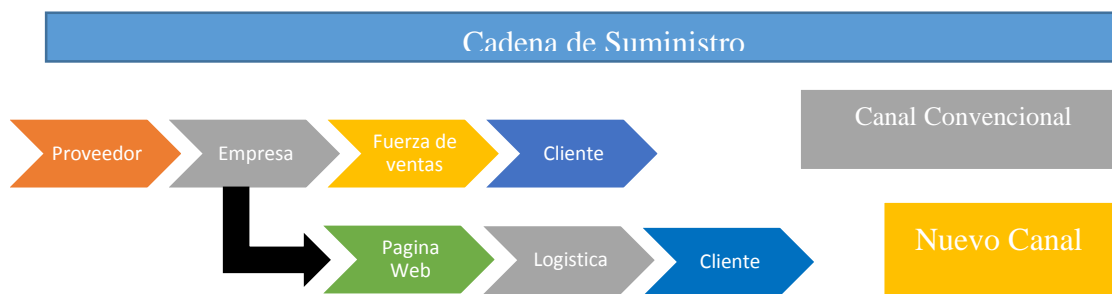 Cadena de Suministro
Canal Convencional
Proveedor
Empresa
Fuerza de
ventas
Cliente
Nuevo Canal
Pagina
Web
Logistica
Cliente